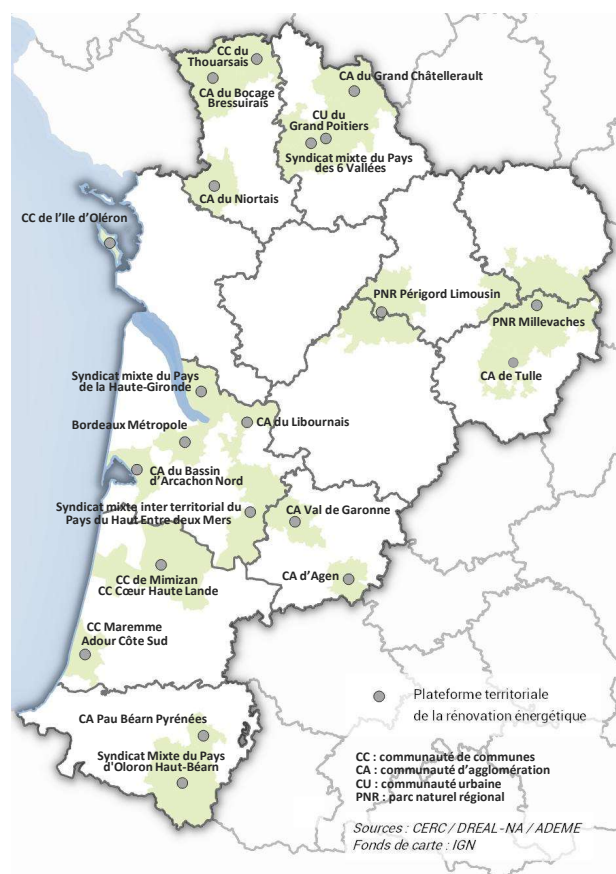 CC du
Thouarsais
CA du Grand Châtellerault
CA du Bocage
Bressuirais
CU du
Grand Poitiers
Syndicat mixte du Pays
des 6 Vallées
CA du Niortais
CC de l'Ile d'Oléron
PNR Périgord Limousin
PNR Millevaches
CA de Tulle
Syndicat mixte du Pays
de la Haute-Gironde
CA du Libournais
Bordeaux Métropole
CA du Bassin
d'Arcachon Nord
Syndicat mixte inter territorial du
Pays du Haut Entre deux Mers
CA Val de Garonne
CA d'Agen
CC de Mimizan
CC Cœur Haute Lande
CC Maremme
Adour Côte Sud
CA Pau Béarn Pyrénées
Syndicat Mixte du Pays
d'Oloron Haut-Béarn
Plateforme territoriale
de la rénovation énergétique
CC : communauté de communes
CA : communauté d'agglomération
CU : communauté urbaine
PNR : parc naturel régional
Sources : CERC / DREAL-NA / ADEME
Fonds de carte : IGN